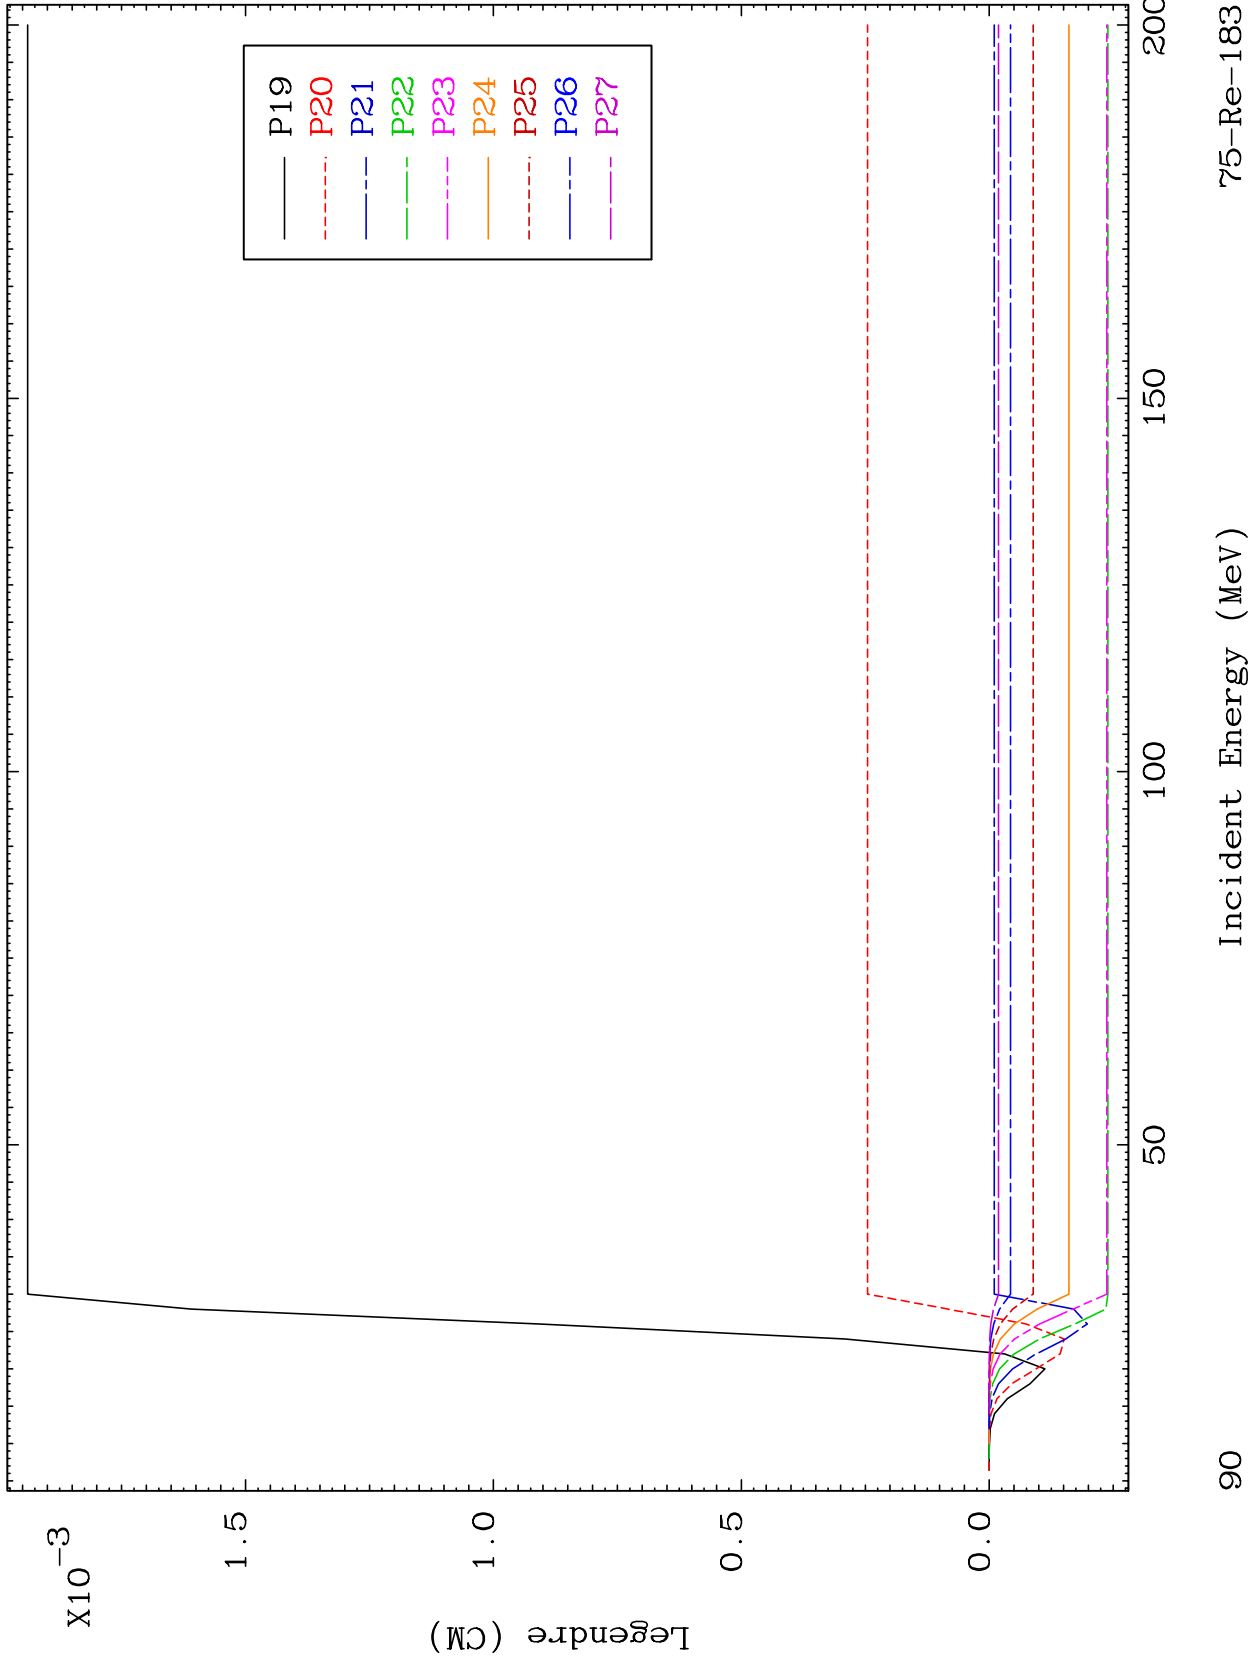 X10⁻³
Legendre (CM)
1.5
1.0
0.5
0.0
P19
P20
P21
P22
P23
P24
P25
P26
P27
50
100
150
200
Incident Energy (MeV)
90
75-Re-183